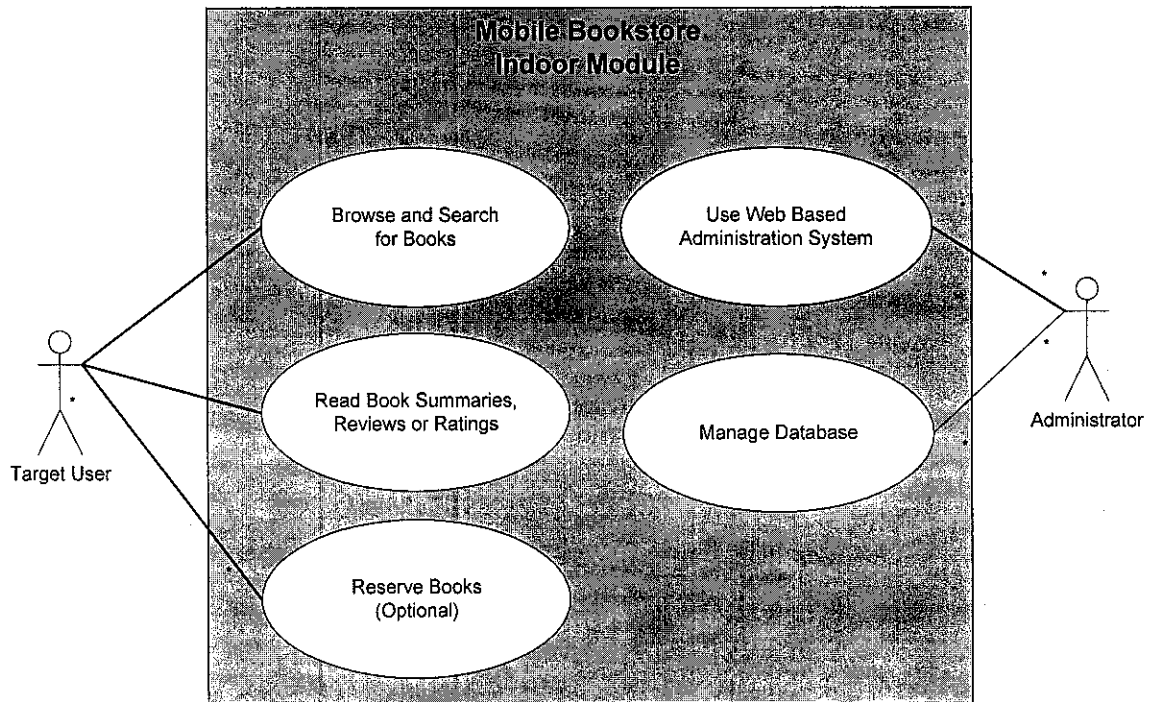 Mobile Bookstore
Indoor Module
Browse and Search
for Books
Use Web Based
Administration System
*
*
*
Read Book Summaries,
Reviews or Ratings
Manage Database
*
*
Target User
Administrator
*
Reserve Books
(Optional)